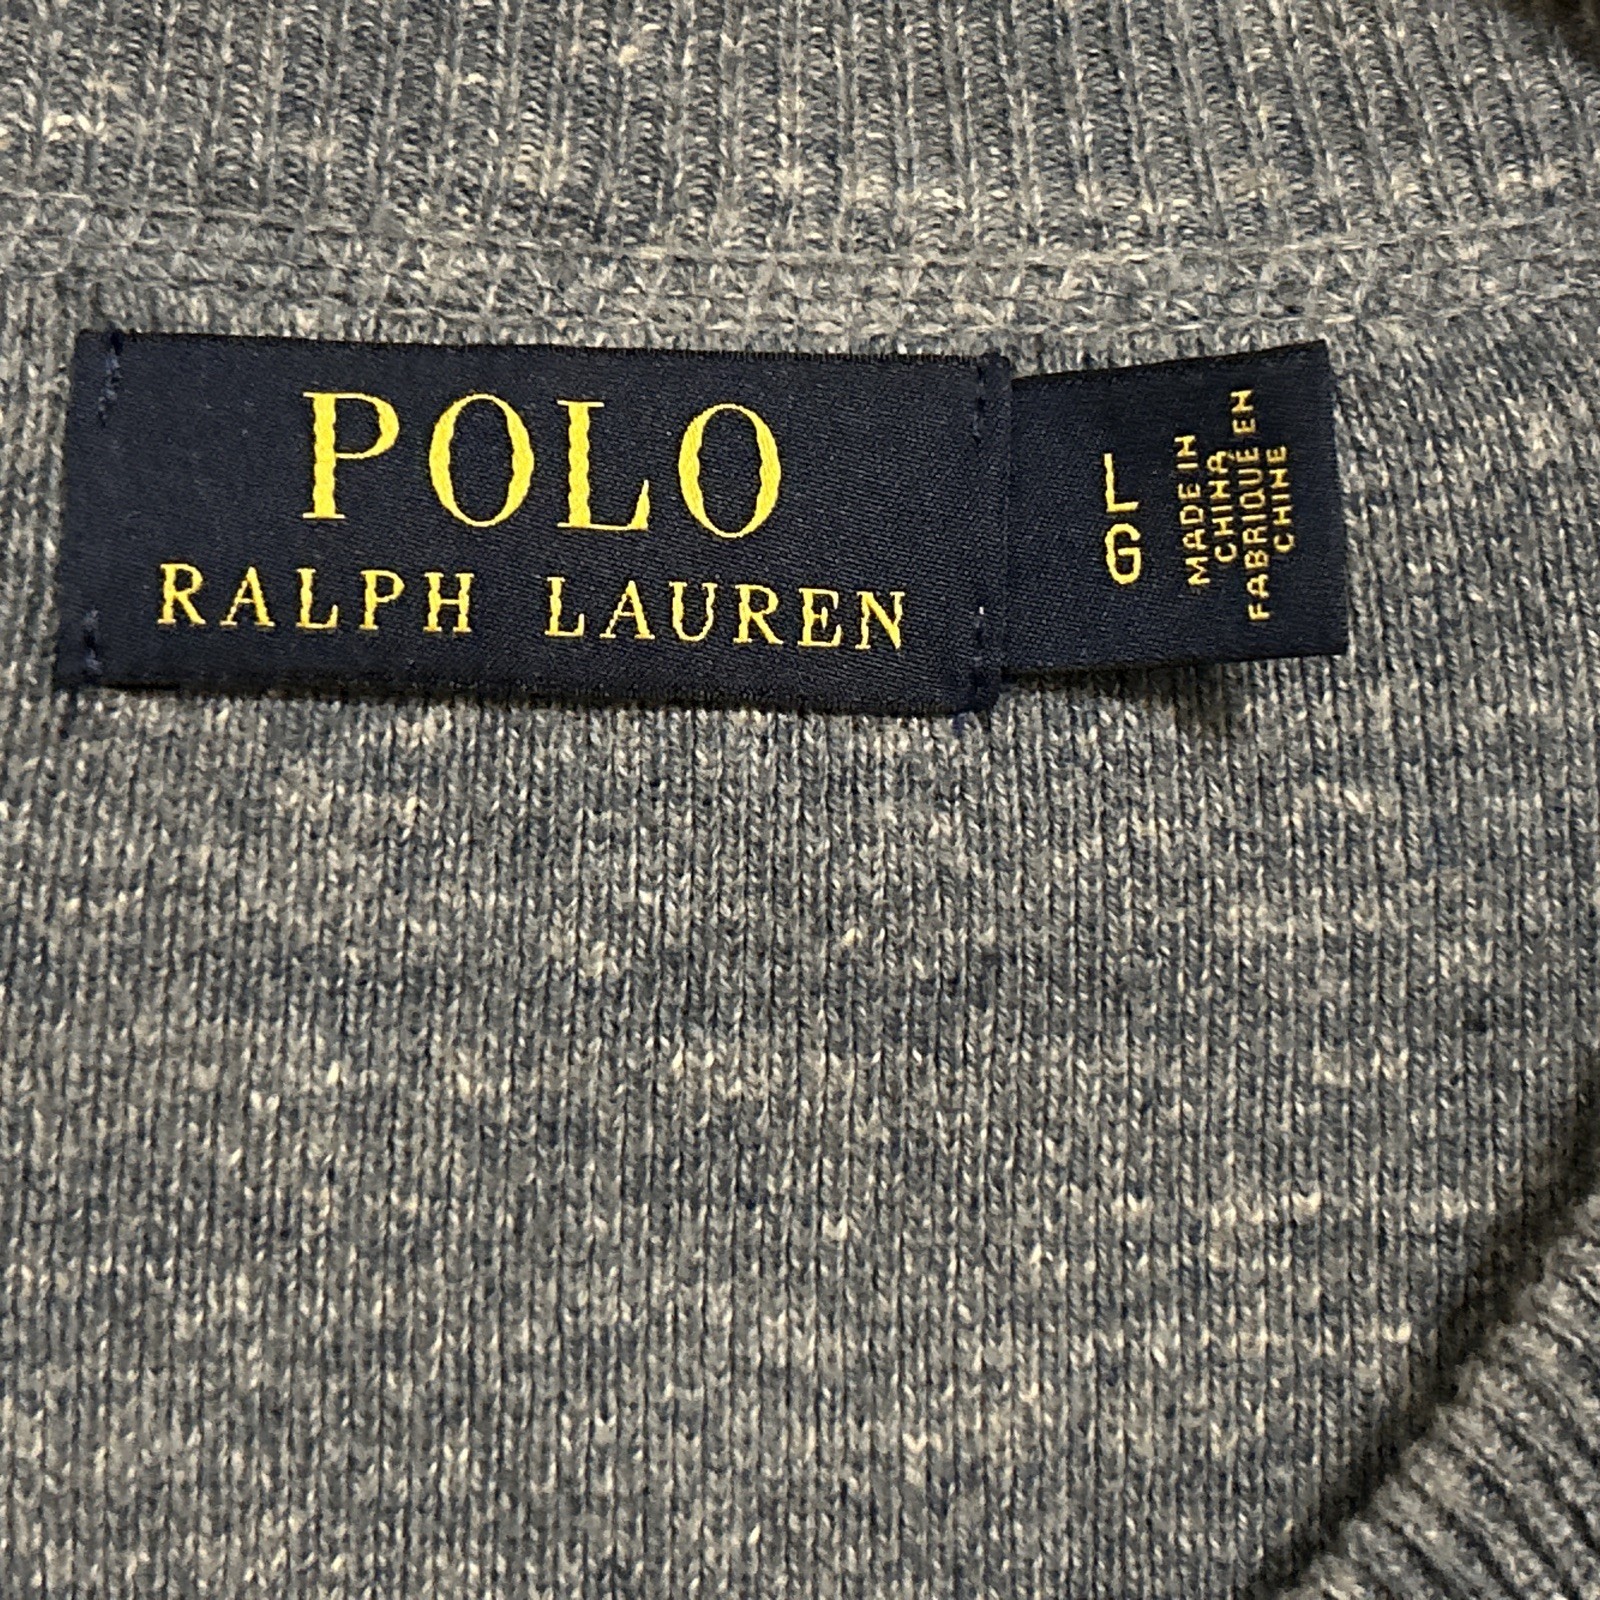 POLO
RALPH LAUREN
L
G
MADE IN
CHINA
FABRIQUÉ EN
CHINE